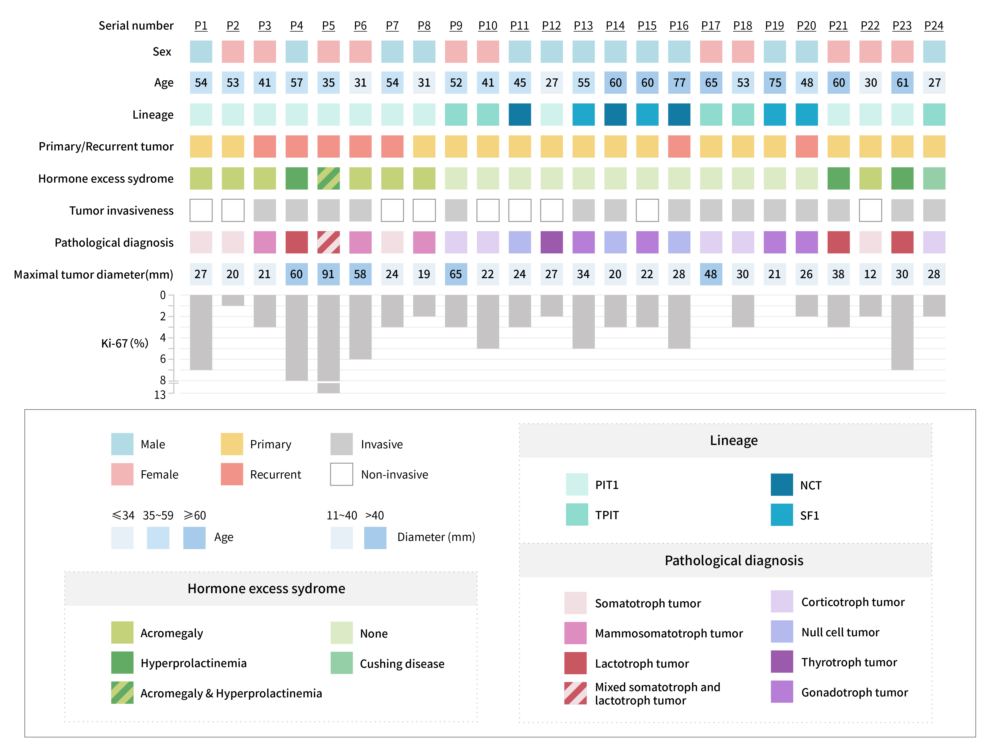 Serial number P1 P2 P3 P4 P5 P6 P7 P8 P9 P10 P11 P12 P13 P14 P15 P16 P17 P18 P19 P20 P21 P22 P23 P24
Sex
Age 54 53 41 57 35 31 54 31 52 41 45 27 55 60 60 77 65 53 75 48 60 30 61 27
Lineage
Primary/Recurrent tumor
Hormone excess sydrome
Tumor invasiveness
Pathological diagnosis
Maximal tumor diameter(mm) 27 20 21 60 91 58 24 19 65 22 24 27 34 20 22 28 48 30 21 26 38 12 30 28
0
2
4
Ki-67 (%)
6
8
13
Male Primary Invasive
Female Recurrent Non-invasive
≤34 35~59 ≥60 11~40 >40
Age Diameter (mm)
Hormone excess sydrome
Acromegaly None
Hyperprolactinemia Cushing disease
Acromegaly & Hyperprolactinemia
Lineage
PIT1 NCT
TPIT SF1
Pathological diagnosis
Somatotroph tumor Corticotroph tumor
Mammosomatotroph tumor Null cell tumor
Lactotroph tumor Thyrotroph tumor
Mixed somatotroph and
lactotroph tumor Gonadotroph tumor